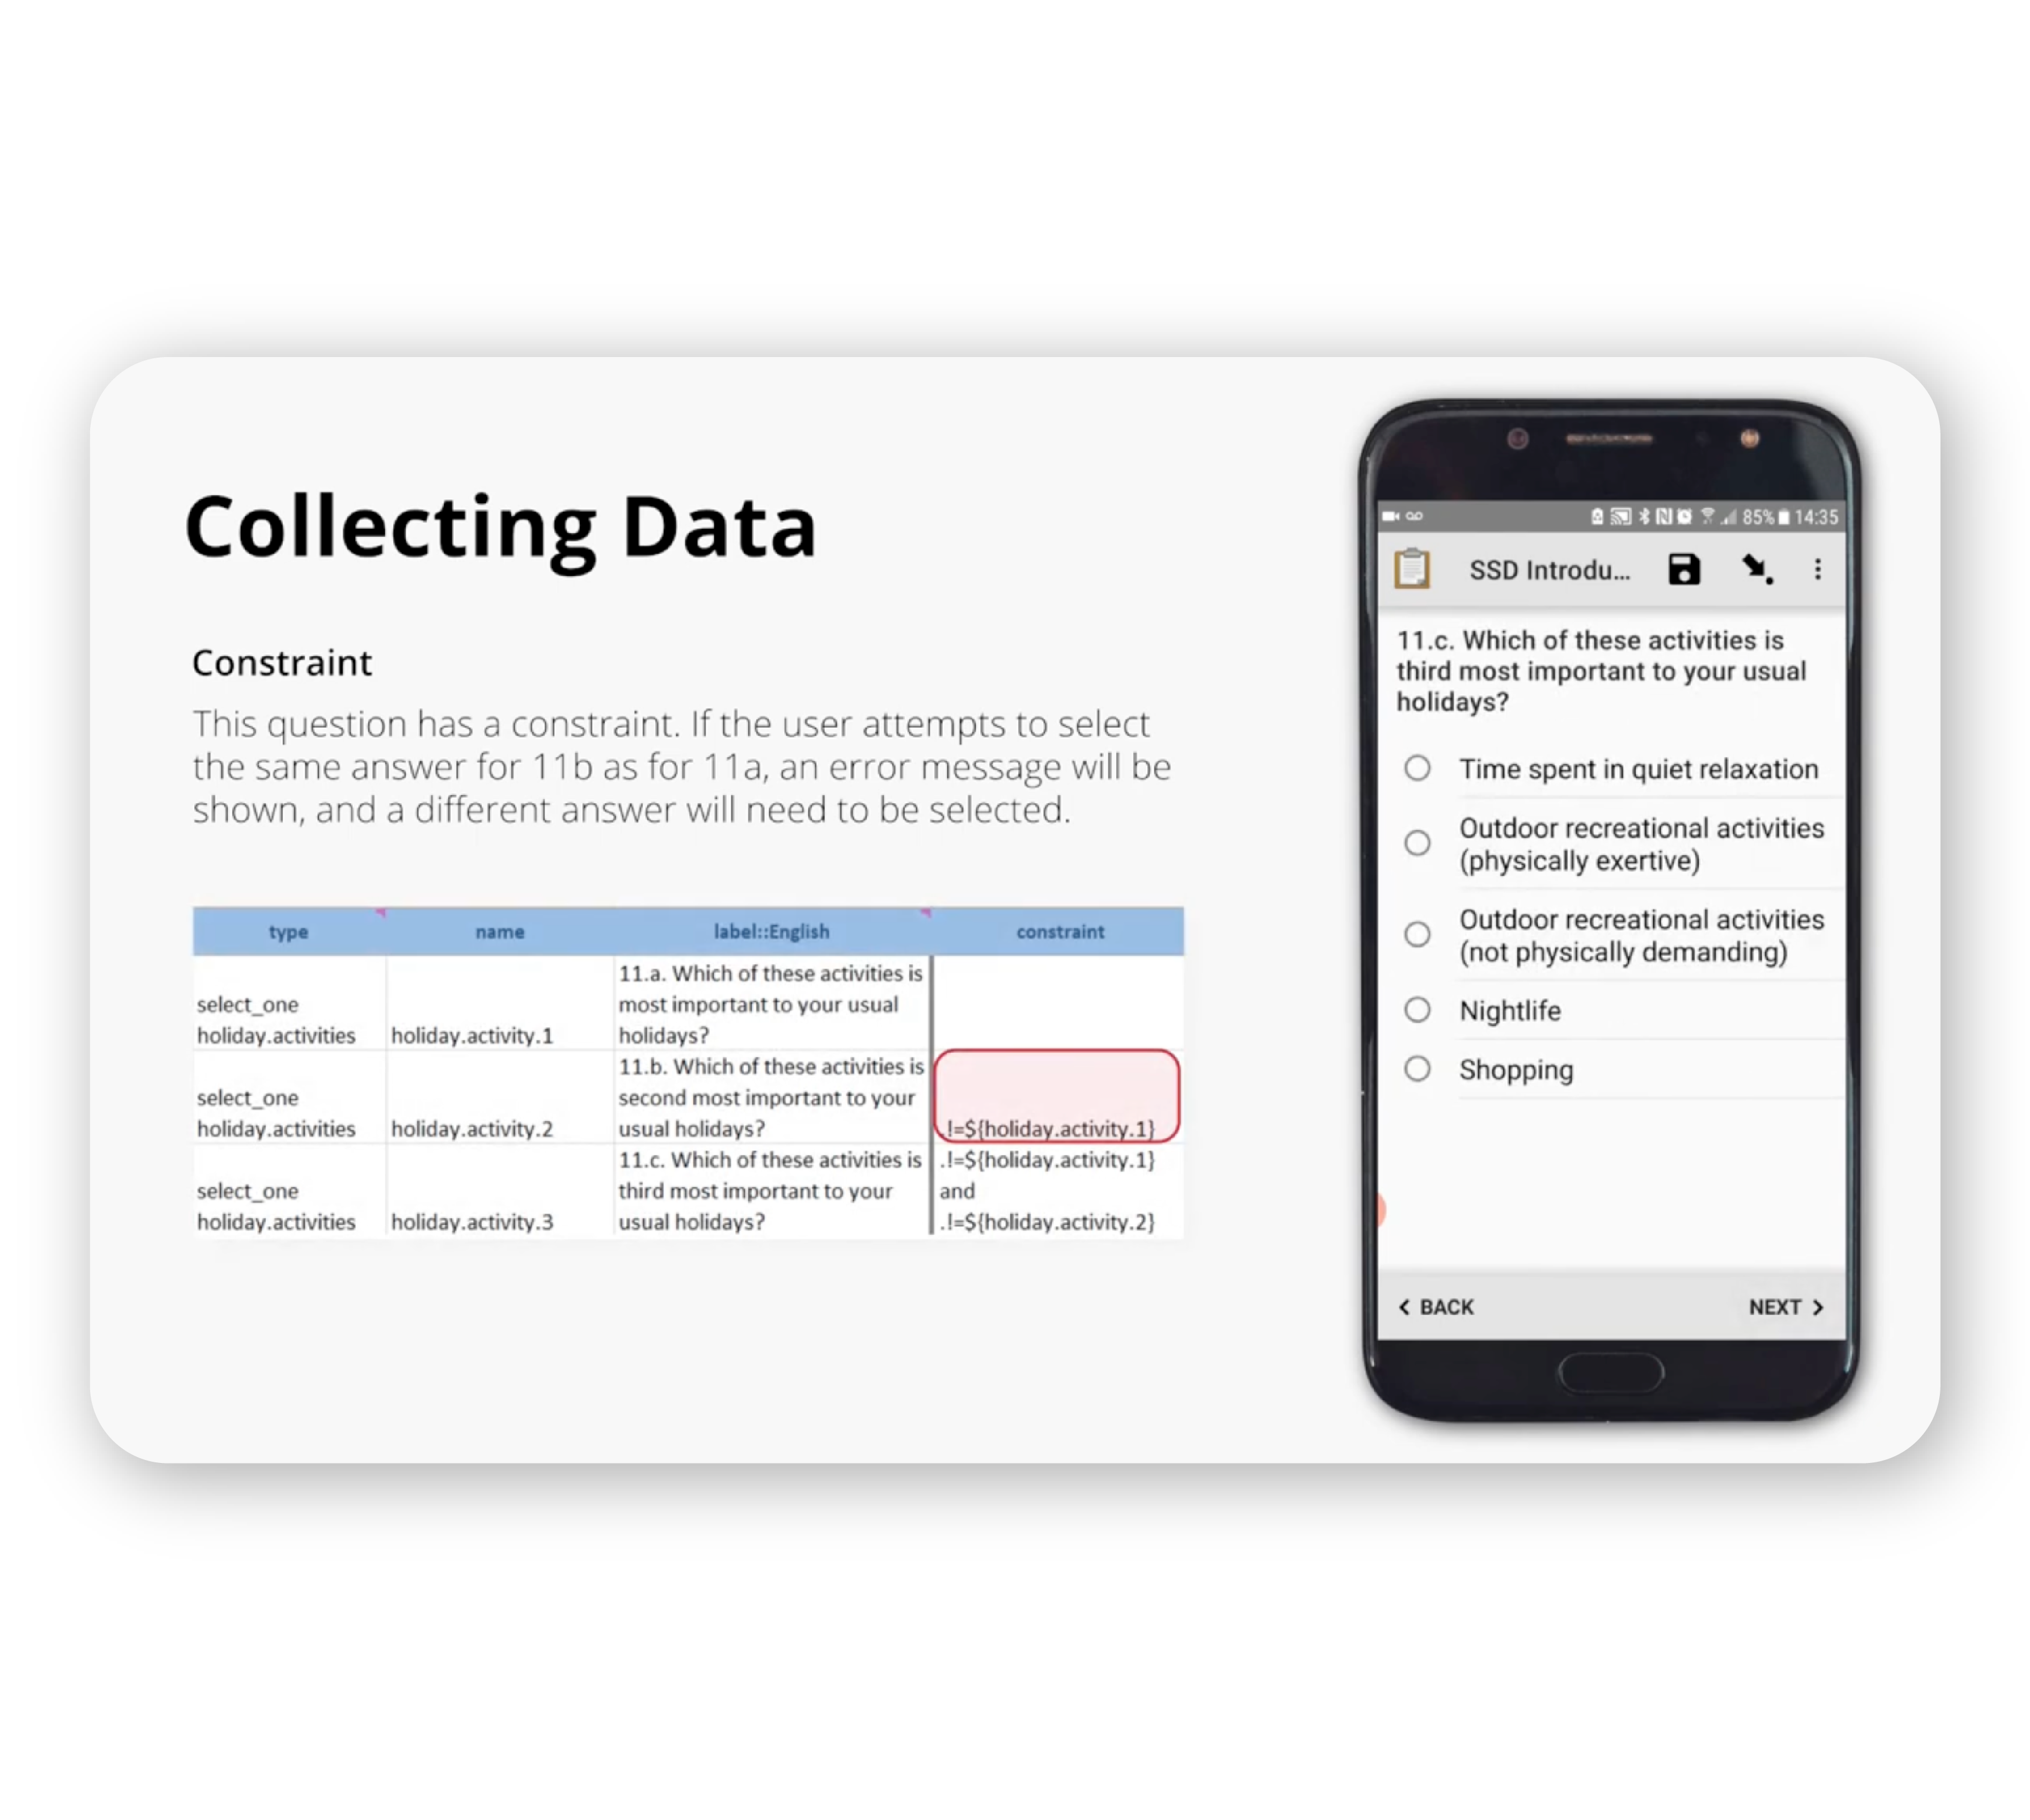 Collecting Data
Constraint
This question has a constraint. If the user attempts to select
the same answer for 11b as for 11a, an error message will be
shown, and a different answer will need to be selected.
type name label::English constraint
select_one
holiday.activities
holiday.activity.1
11.a. Which of these activities is
most important to your usual
holidays?
select_one
holiday.activities
holiday.activity.2
11.b. Which of these activities is
second most important to your
usual holidays?
.!=${holiday.activity.1}
select_one
holiday.activities
holiday.activity.3
11.c. Which of these activities is
third most important to your
usual holidays?
.!=${holiday.activity.1}
and
.!=${holiday.activity.2}
85% 14:35
SSD Introdu...
11.c. Which of these activities is
third most important to your usual
holidays?
Time spent in quiet relaxation
Outdoor recreational activities
(physically exertive)
Outdoor recreational activities
(not physically demanding)
Nightlife
Shopping
BACK NEXT